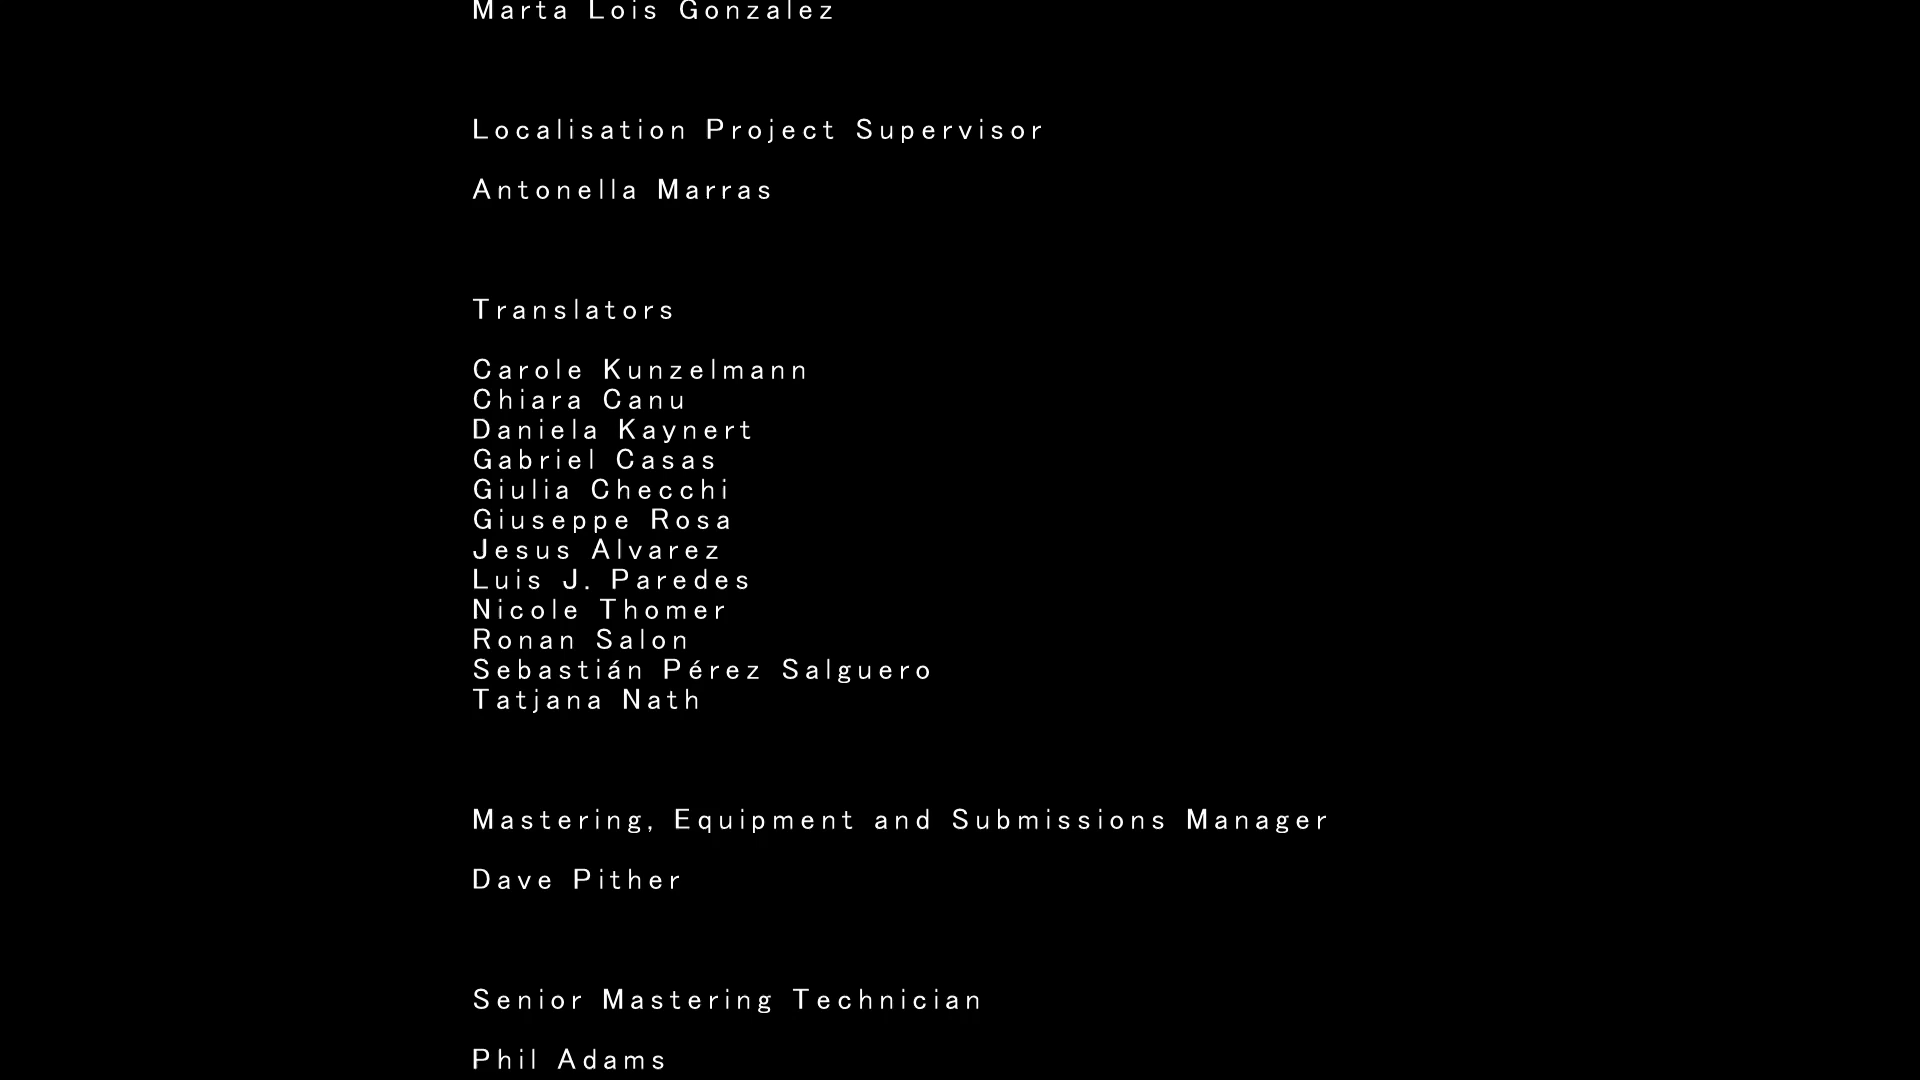 Marta Lois Gonzalez
Localisation Project Supervisor
Antonella Marras
Translators
Carole Kunzelmann
Chiara Canu
Daniela Kaynert
Gabriel Casas
Giulia Checchi
Giuseppe Rosa
Jesus Alvarez
Luis J. Paredes
Nicole Thomer
Ronan Salon
Sebastián Pérez Salguero
Tatjana Nath
Mastering, Equipment and Submissions Manager
Dave Pither
Senior Mastering Technician
Phil Adams